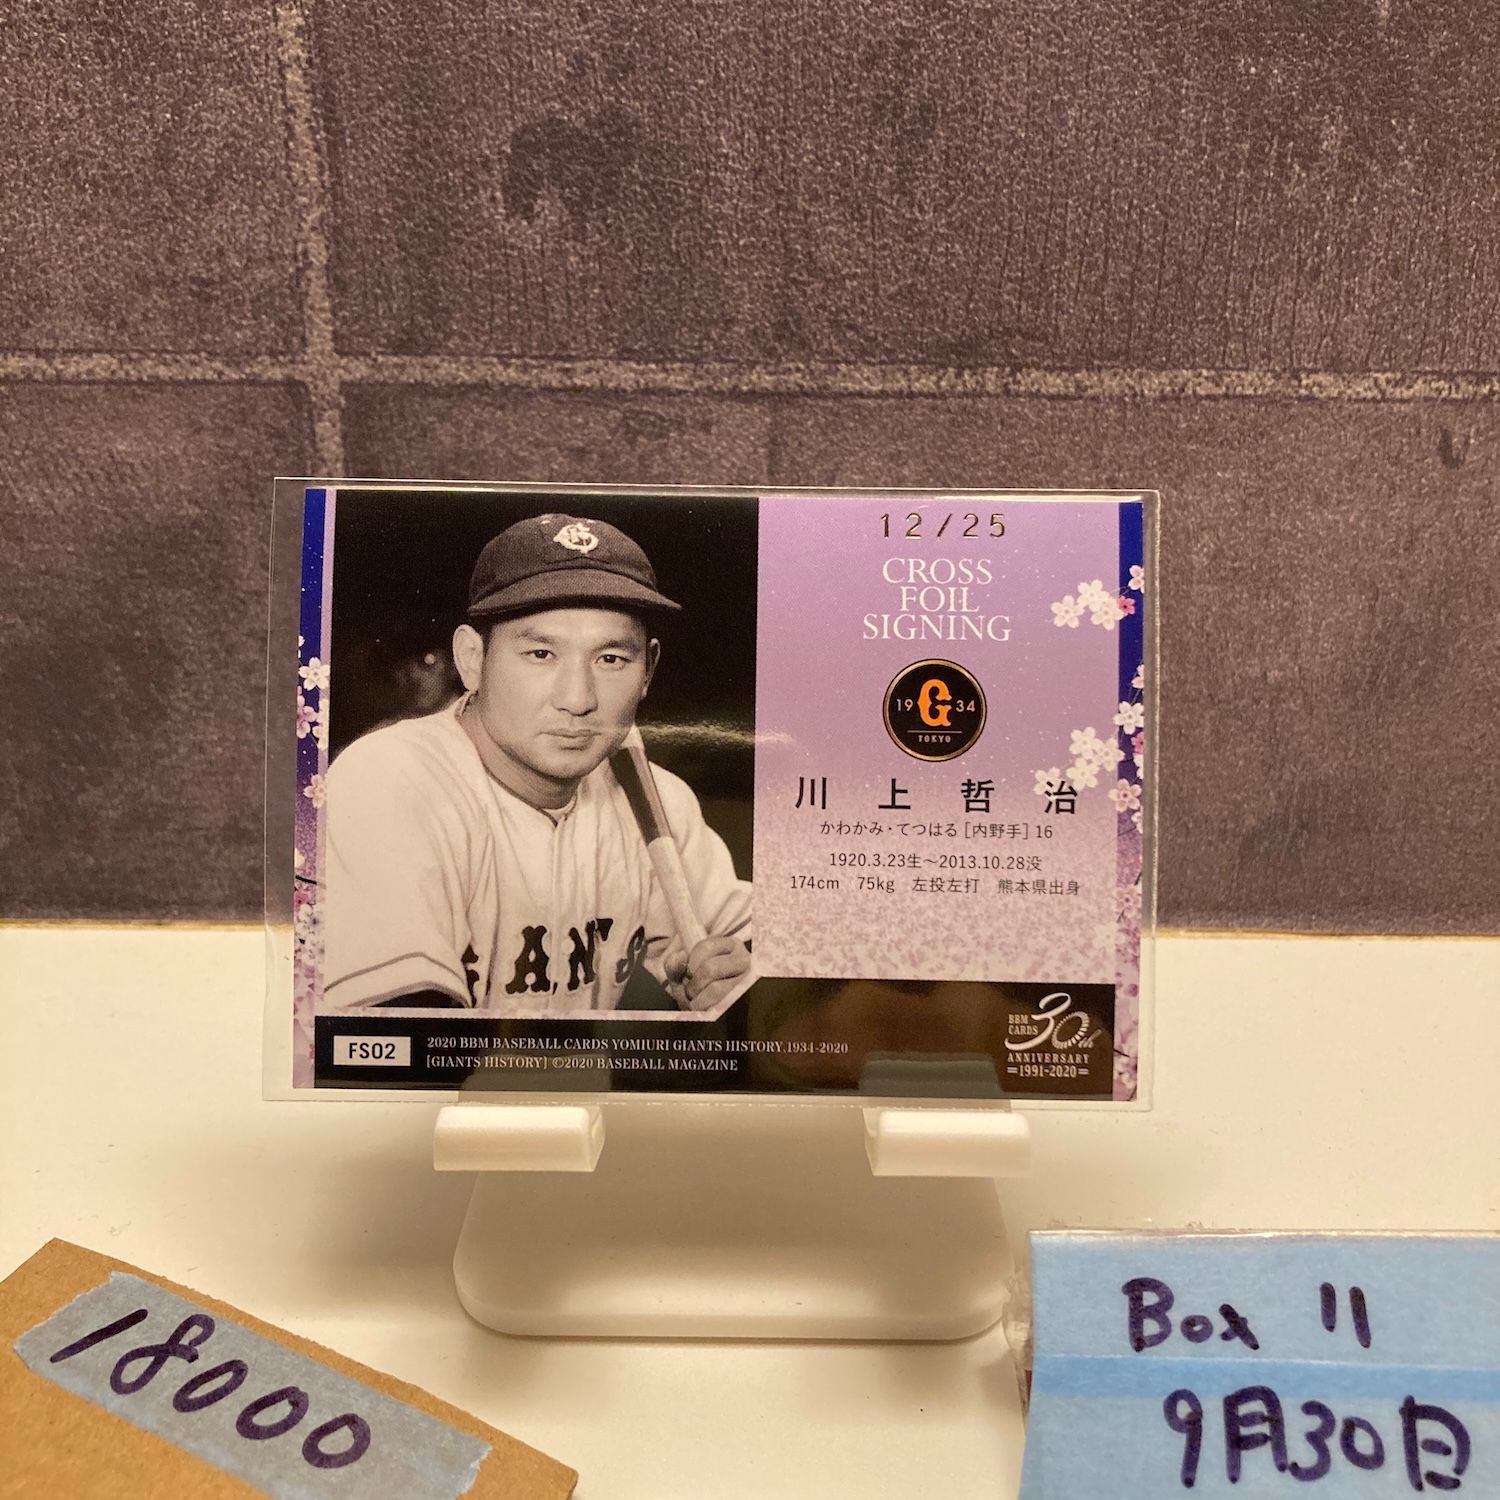 12/25
CROSS
FOIL
SIGNING
19 G 34
TOKYO
川上哲治
かわかみ・てつはる［内野手］16
1920.3.23生〜2013.10.28没
174cm 75kg 左投左打 熊本県出身
G
ANTS
FS02
2020 BBM BASEBALL CARDS YOMIURI GIANTS HISTORY,1934-2020
[GIANTS HISTORY] ©2020 BASEBALL MAGAZINE
BBM
CARDS 30th
ANNIVERSARY
=1991-2020=
18000
Box 11
9月30日